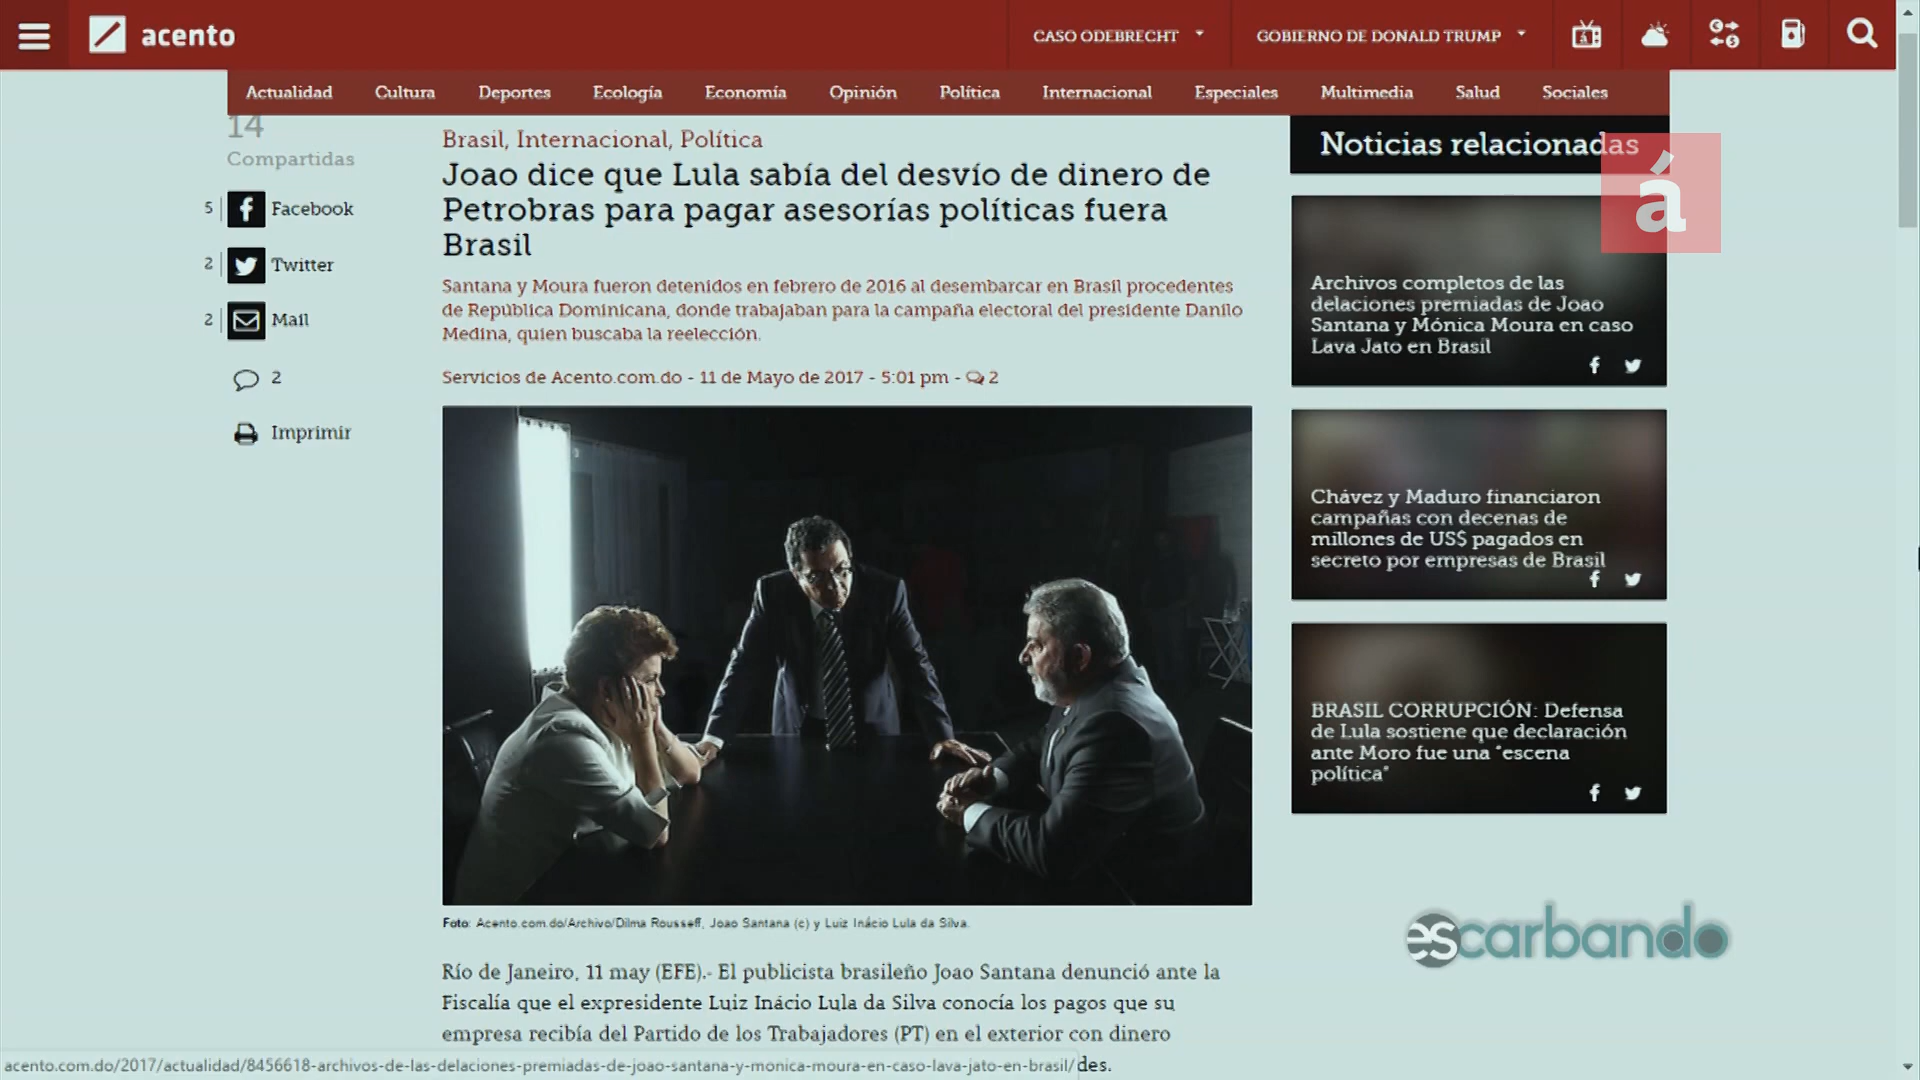 acento
CASO ODEBRECHT
GOBIERNO DE DONALD TRUMP
Actualidad Cultura Deportes Ecología Economía Opinión Política Internacional Especiales Multimedia Salud Sociales
14
Compartidas
5 Facebook
2 Twitter
2 Mail
2
Imprimir
Brasil, Internacional, Política
Joao dice que Lula sabía del desvío de dinero de
Petrobras para pagar asesorías políticas fuera
Brasil
Santana y Moura fueron detenidos en febrero de 2016 al desembarcar en Brasil procedentes
de República Dominicana, donde trabajaban para la campaña electoral del presidente Danilo
Medina, quien buscaba la reelección.
Servicios de Acento.com.do - 11 de Mayo de 2017 - 5:01 pm - 2
Foto: Acento.com.do/Archivo/Dilma Rousseff, Joao Santana (c) y Luiz Inácio Lula da Silva.
Río de Janeiro, 11 may (EFE).- El publicista brasileño Joao Santana denunció ante la
Fiscalía que el expresidente Luiz Inácio Lula da Silva conocía los pagos que su
empresa recibía del Partido de los Trabajadores (PT) en el exterior con dinero
des.
Noticias relacionadas
á
Archivos completos de las
delaciones premiadas de Joao
Santana y Mónica Moura en caso
Lava Jato en Brasil
Chávez y Maduro financiaron
campañas con decenas de
millones de US$ pagados en
secreto por empresas de Brasil
BRASIL CORRUPCIÓN: Defensa
de Lula sostiene que declaración
ante Moro fue una "escena
política"
escarbando
acento.com.do/2017/actualidad/8456618-archivos-de-las-delaciones-premiadas-de-joao-santana-y-monica-moura-en-caso-lava-jato-en-brasil/